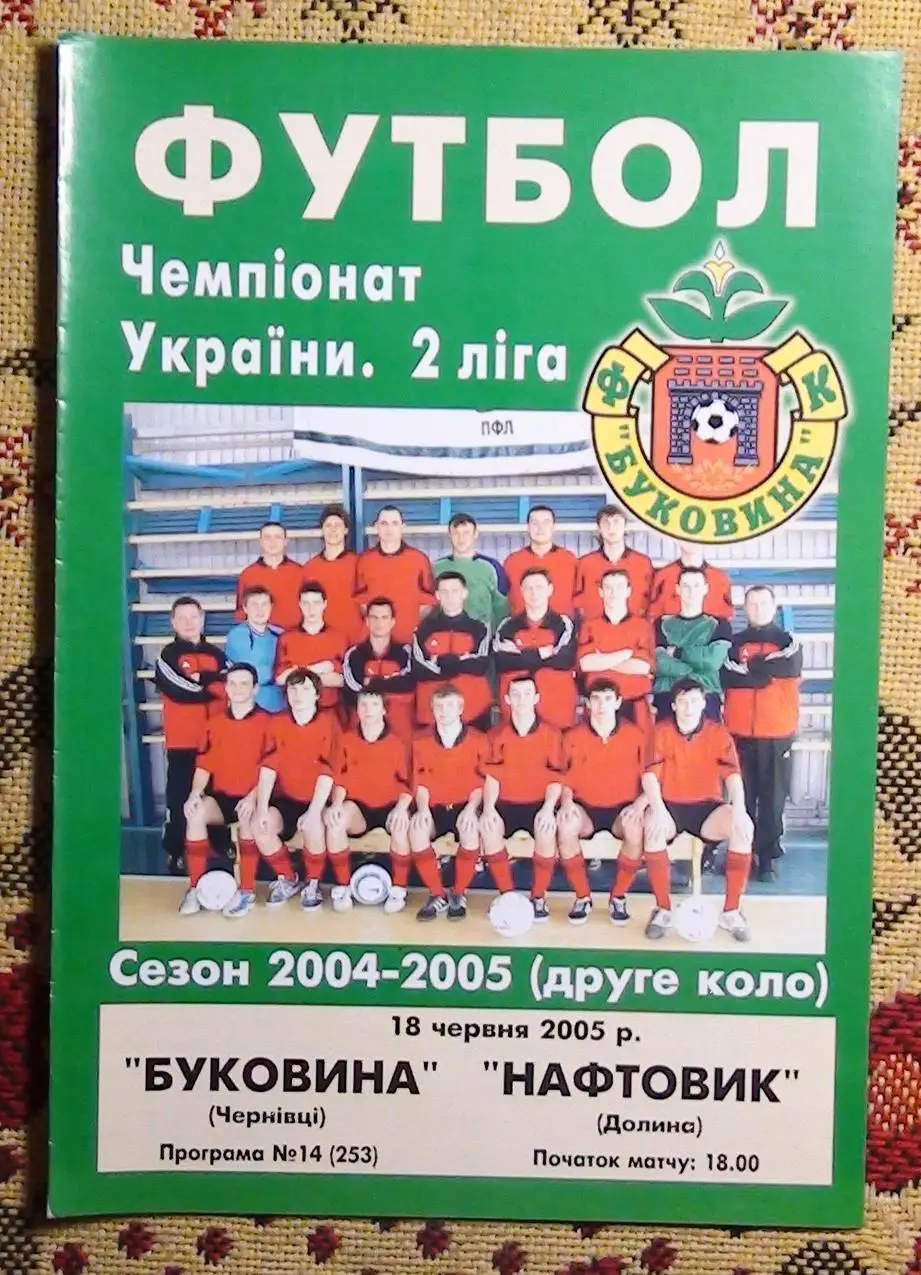 ФУТБОЛ
Чемпіонат
України. 2 ліга
ФК
"БУКОВИНА"
ПФЛ
Сезон 2004-2005 (друге коло)
18 червня 2005 р.
"БУКОВИНА" "НАФТОВИК"
(Чернівці) (Долина)
Програма №14 (253) Початок матчу: 18.00